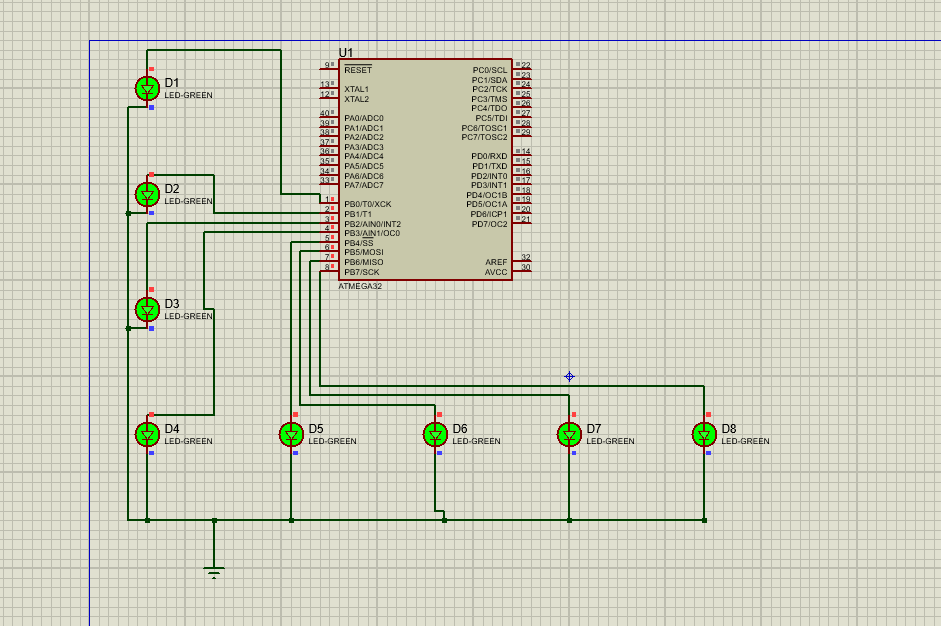 U1
9 RESET
13 XTAL1
12 XTAL2
40 PA0/ADC0
39 PA1/ADC1
38 PA2/ADC2
37 PA3/ADC3
36 PA4/ADC4
35 PA5/ADC5
34 PA6/ADC6
33 PA7/ADC7
1 PB0/T0/XCK
2 PB1/T1
3 PB2/AIN0/INT2
4 PB3/AIN1/OC0
5 PB4/SS
6 PB5/MOSI
7 PB6/MISO
8 PB7/SCK
PC0/SCL 22
PC1/SDA 23
PC2/TCK 24
PC3/TMS 25
PC4/TDO 26
PC5/TDI 27
PC6/TOSC1 28
PC7/TOSC2 29
PD0/RXD 14
PD1/TXD 15
PD2/INT0 16
PD3/INT1 17
PD4/OC1B 18
PD5/OC1A 19
PD6/ICP1 20
PD7/OC2 21
AREF 32
AVCC 30
ATMEGA32
D1
LED-GREEN
D2
LED-GREEN
D3
LED-GREEN
D4
LED-GREEN
D5
LED-GREEN
D6
LED-GREEN
D7
LED-GREEN
D8
LED-GREEN